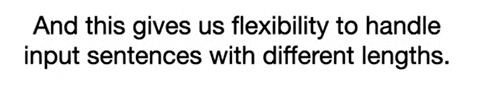 And this gives us flexibility to handle
input sentences with different lengths.